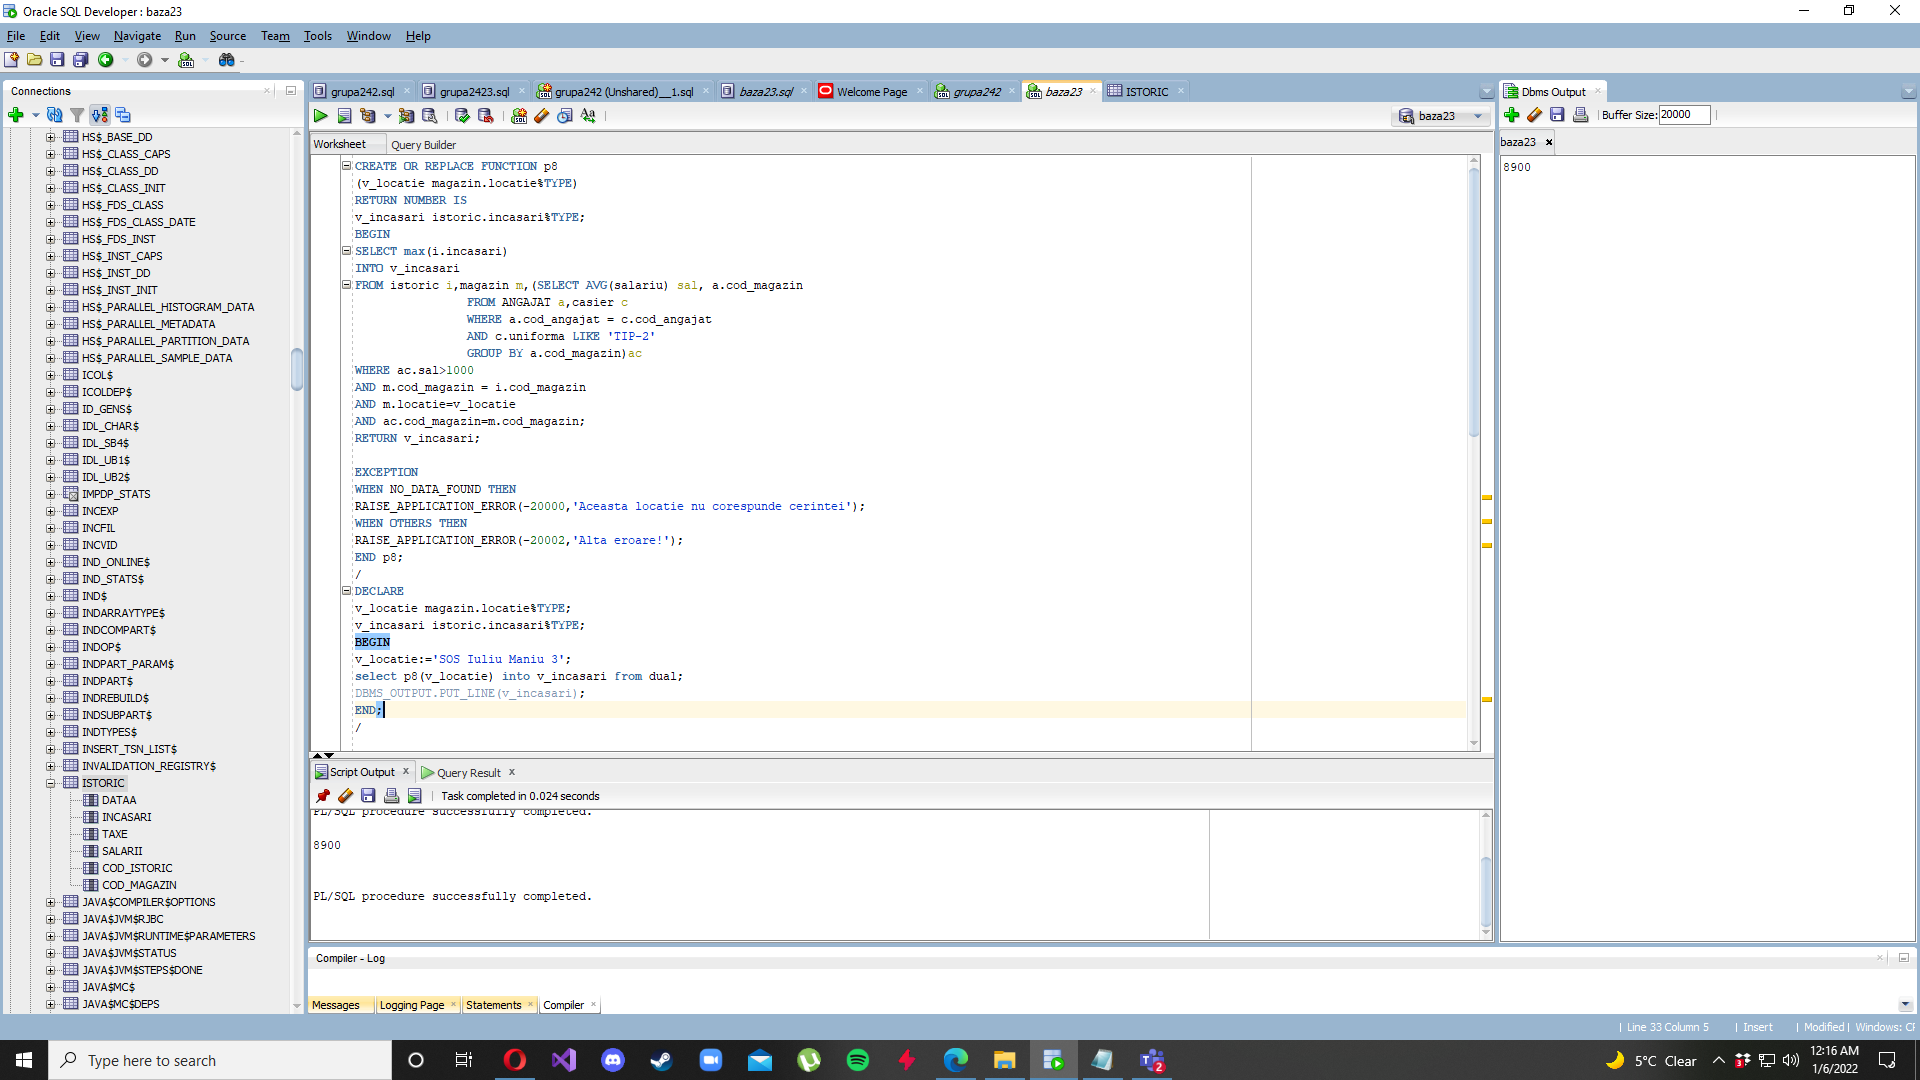 Oracle SQL Developer : baza23
File Edit View Navigate Run Source Team Tools Window Help
Connections
HS$_BASE_DD
HS$_CLASS_CAPS
HS$_CLASS_DD
HS$_CLASS_INIT
HS$_FDS_CLASS
HS$_FDS_CLASS_DATE
HS$_FDS_INST
HS$_INST_CAPS
HS$_INST_DD
HS$_INST_INIT
HS$_PARALLEL_HISTOGRAM_DATA
HS$_PARALLEL_METADATA
HS$_PARALLEL_PARTITION_DATA
HS$_PARALLEL_SAMPLE_DATA
ICOL$
ICOLDEP$
ID_GENS$
IDL_CHAR$
IDL_SB4$
IDL_UB1$
IDL_UB2$
IMPDP_STATS
INCEXP
INCFIL
INCVID
IND_ONLINE$
IND_STATS$
IND$
INDARRAYTYPE$
INDCOMPART$
INDOP$
INDPART_PARAM$
INDPART$
INDREBUILD$
INDSUBPART$
INDTYPES$
INSERT_TSN_LIST$
INVALIDATION_REGISTRY$
ISTORIC
DATAA
INCASARI
TAXE
SALARII
COD_ISTORIC
COD_MAGAZIN
JAVA$COMPILER$OPTIONS
JAVA$JVM$RJBC
JAVA$JVM$RUNTIME$PARAMETERS
JAVA$JVM$STATUS
JAVA$JVM$STEPS$DONE
JAVA$MC$
JAVA$MC$DEPS
grupa242.sql grupa2423.sql grupa242 (Unshared)__1.sql baza23.sql Welcome Page grupa242 baza23 ISTORIC
Aa baza23
Worksheet Query Builder
CREATE OR REPLACE FUNCTION p8
(v_locatie magazin.locatie%TYPE)
RETURN NUMBER IS
v_incasari istoric.incasari%TYPE;
BEGIN
SELECT max(i.incasari)
INTO v_incasari
FROM istoric i,magazin m,(SELECT AVG(salariu) sal, a.cod_magazin
FROM ANGAJAT a,casier c
WHERE a.cod_angajat = c.cod_angajat
AND c.uniforma LIKE 'TIP-2'
GROUP BY a.cod_magazin)ac
WHERE ac.sal>1000
AND m.cod_magazin = i.cod_magazin
AND m.locatie=v_locatie
AND ac.cod_magazin=m.cod_magazin;
RETURN v_incasari;
EXCEPTION
WHEN NO_DATA_FOUND THEN
RAISE_APPLICATION_ERROR(-20000,'Aceasta locatie nu corespunde cerintei');
WHEN OTHERS THEN
RAISE_APPLICATION_ERROR(-20002,'Alta eroare!');
END p8;
/
DECLARE
v_locatie magazin.locatie%TYPE;
v_incasari istoric.incasari%TYPE;
BEGIN
v_locatie:='SOS Iuliu Maniu 3';
select p8(v_locatie) into v_incasari from dual;
DBMS_OUTPUT.PUT_LINE(v_incasari);
END;
/
Script Output Query Result
Task completed in 0.024 seconds
PL/SQL procedure successfully completed.
8900
PL/SQL procedure successfully completed.
Compiler - Log
Messages Logging Page Statements Compiler
Dbms Output
Buffer Size: 20000
baza23
8900
Line 33 Column 5 Insert Modified Windows:
Type here to search
5°C Clear
12:16 AM
1/6/2022